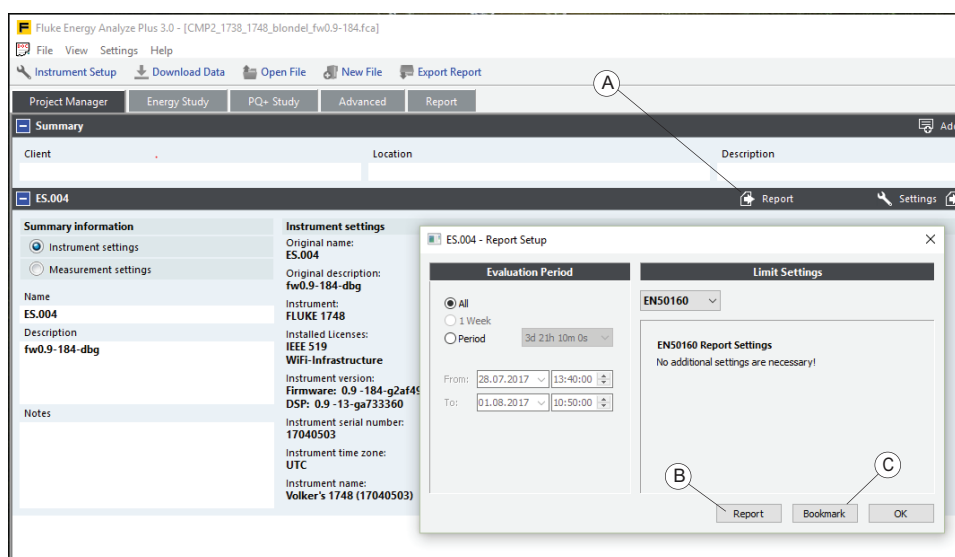 Fluke Energy Analyze Plus 3.0 - [CMP2_1738_1748_blondel_fw0.9-184.fca]
File View Settings Help
Instrument Setup Download Data Open File New File Export Report
A
Project Manager Energy Study PQ+ Study Advanced Report
Summary
Client Location Description
ES.004 Report Settings
Summary information
Instrument settings
Measurement settings
Name
ES.004
Description
fw0.9-184-dbg
Notes
Instrument settings
Original name:
ES.004
Original description:
fw0.9-184-dbg
Instrument:
FLUKE 1748
Installed Licenses:
IEEE 519
WiFi-Infrastructure
Instrument version:
Firmware: 0.9 -184-g2af49
DSP: 0.9 -13-ga733360
Instrument serial number:
17040503
Instrument time zone:
UTC
Instrument name:
Volker's 1748 (17040503)
ES.004 - Report Setup
Evaluation Period
All
1 Week
Period 3d 21h 10m 0s
From: 28.07.2017 13:40:00
To: 01.08.2017 10:50:00
Limit Settings
EN50160
EN50160 Report Settings
No additional settings are necessary!
B
C
Report Bookmark OK